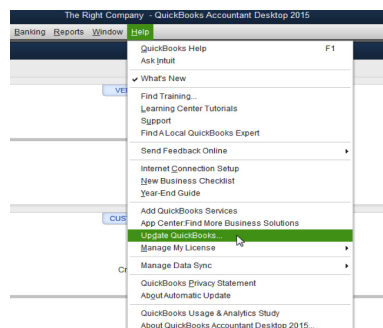 The Right Company - QuickBooks Accountant Desktop 2015
Banking Reports Window Help
QuickBooks Help F1
Ask Intuit
What's New
VE
Find Training...
Learning Center Tutorials
Support
Find A Local QuickBooks Expert
Send Feedback Online
Internet Connection Setup
New Business Checklist
Year-End Guide
Add QuickBooks Services
CUS
App Center:Find More Business Solutions
Update QuickBooks...
Manage My License
Cr
Manage Data Sync
QuickBooks Privacy Statement
About Automatic Update
QuickBooks Usage & Analytics Study
About QuickBooks Accountant Desktop 2015...